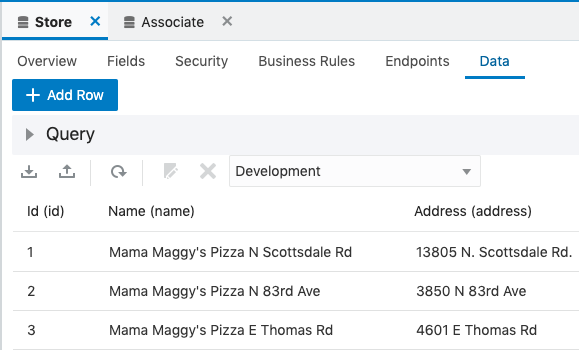 Store Associate
Overview Fields Security Business Rules Endpoints Data
+ Add Row
Query
Development
Id (id) Name (name) Address (address)
1 Mama Maggy's Pizza N Scottsdale Rd 13805 N. Scottsdale Rd.
2 Mama Maggy's Pizza N 83rd Ave 3850 N 83rd Ave
3 Mama Maggy's Pizza E Thomas Rd 4601 E Thomas Rd